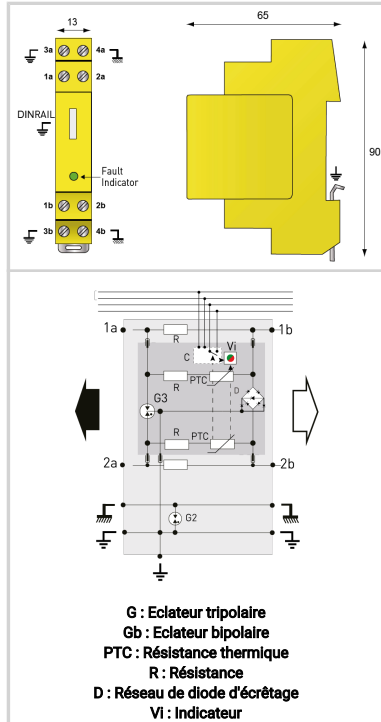 13
65
3a 4a
1a 2a
DINRAIL
90
Fault
Indicator
1b 2b
3b 4b
1a R 1b
C Vi
R PTC D
G3
R PTC
2a 2b
R
G2
G : Eclateur tripolaire
Gb : Eclateur bipolaire
PTC : Résistance thermique
R : Résistance
D : Réseau de diode d'écrêtage
Vi : Indicateur